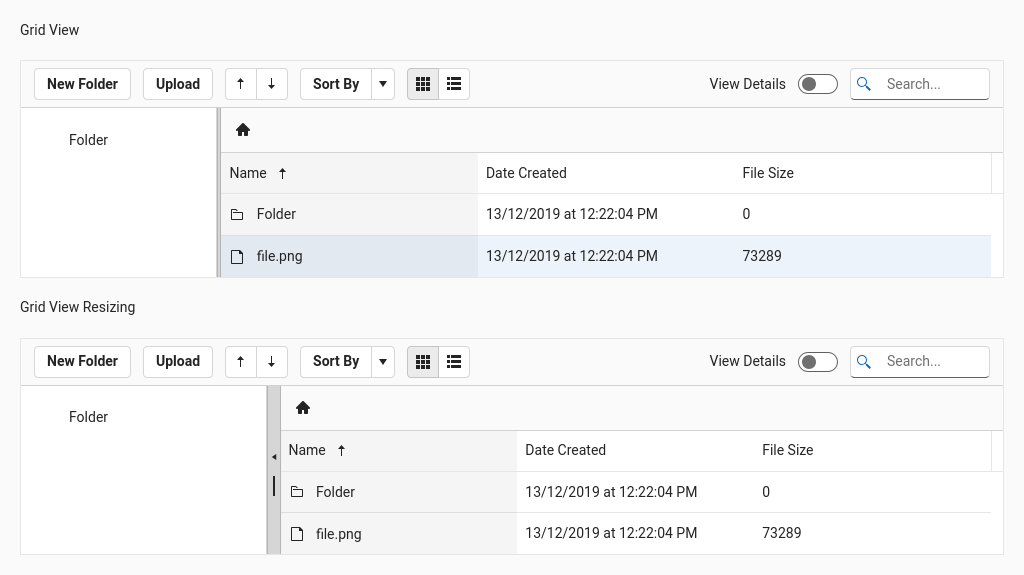 Grid View
New Folder Upload Sort By View Details Search...
Folder
Name Date Created File Size
Folder 13/12/2019 at 12:22:04 PM 0
file.png 13/12/2019 at 12:22:04 PM 73289
Grid View Resizing
New Folder Upload Sort By View Details Search...
Folder
Name Date Created File Size
Folder 13/12/2019 at 12:22:04 PM 0
file.png 13/12/2019 at 12:22:04 PM 73289